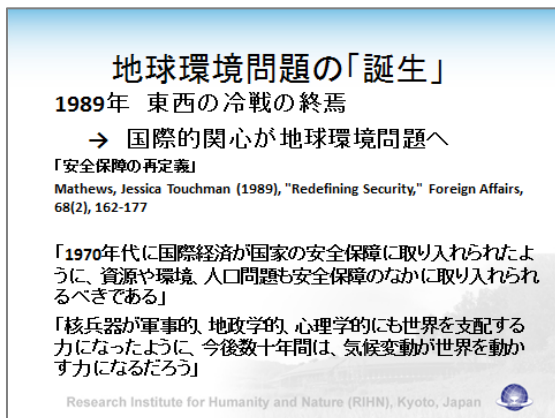 地球環境問題の「誕生」
1989年 東西の冷戦の終焉
→ 国際的関心が地球環境問題へ
「安全保障の再定義」
Mathews, Jessica Touchman (1989), "Redefining Security," Foreign Affairs,
68(2), 162-177
「1970年代に国際経済が国家の安全保障に取り入れられたよ
うに、資源や環境、人口問題も安全保障のなかに取り入れられ
るべきである」
「核兵器が軍事的、地政学的、心理学的にも世界を支配する
力になったように、今後数十年間は、気候変動が世界を動か
す力になるだろう」
Research Institute for Humanity and Nature (RIHN), Kyoto, Japan